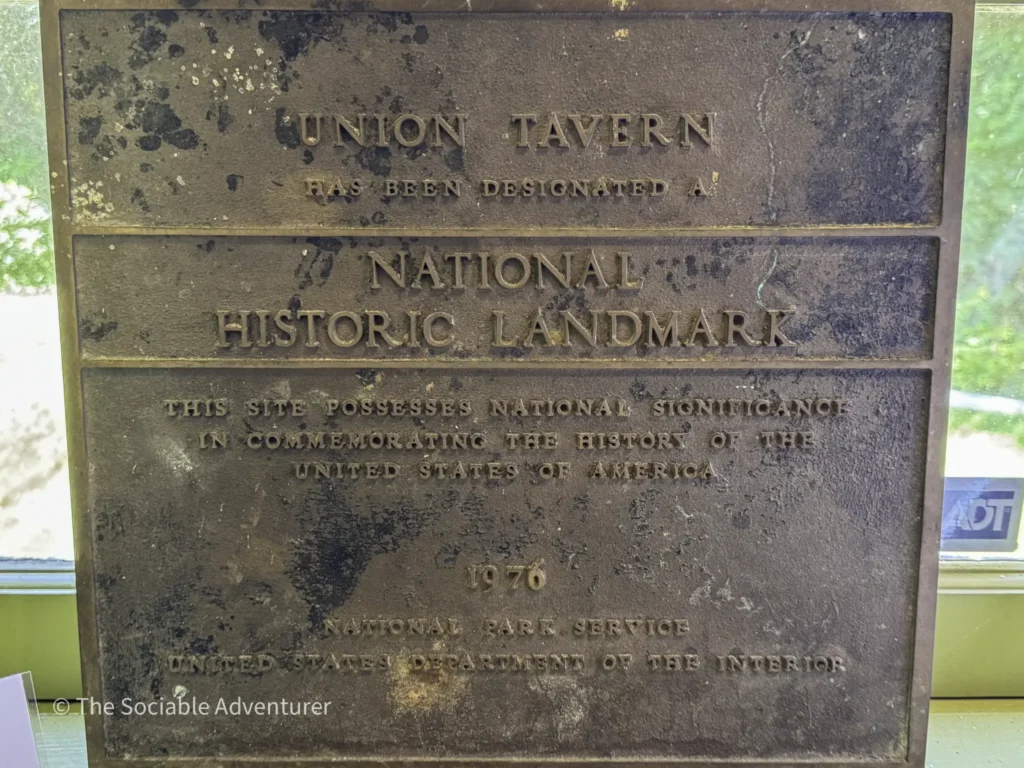 UNION TAVERN
HAS BEEN DESIGNATED A
NATIONAL
HISTORIC LANDMARK
THIS SITE POSSESSES NATIONAL SIGNIFICANCE
IN COMMEMORATING THE HISTORY OF THE
UNITED STATES OF AMERICA
1976
NATIONAL PARK SERVICE
UNITED STATES DEPARTMENT OF THE INTERIOR
ADT
© The Sociable Adventurer